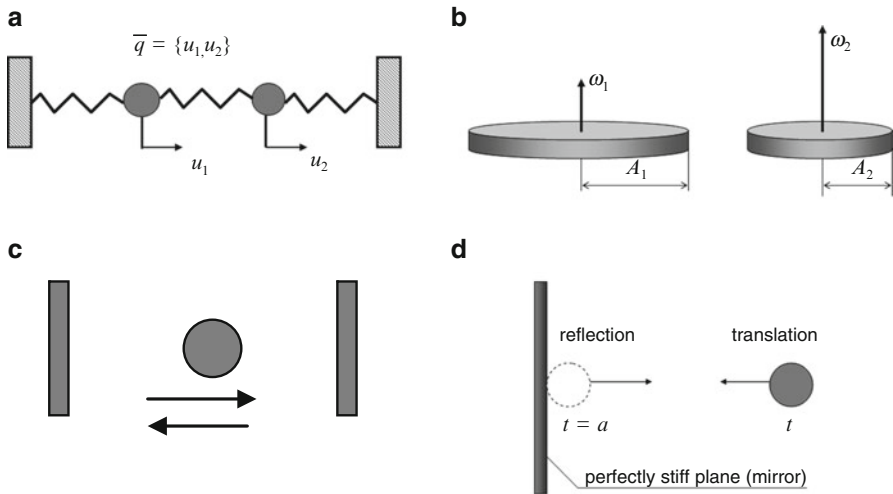 a
q̅ = {u₁,u₂}
u₁
u₂
b
ω₁
ω₂
A₁
A₂
c
d
reflection
translation
t = a
t
perfectly stiff plane (mirror)